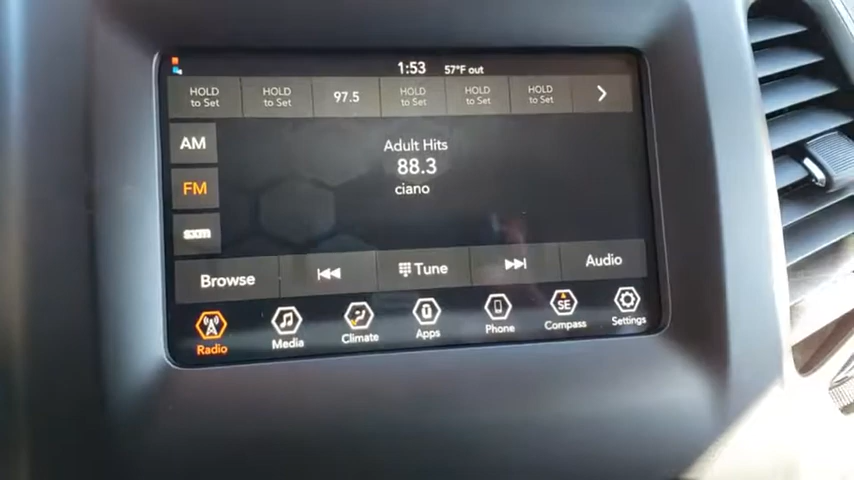 1:53 57°F out
HOLD to Set HOLD to Set 97.5 HOLD to Set HOLD to Set HOLD to Set
AM
Adult Hits
88.3
FM
ciano
sxm
Browse Tune Audio
Radio Media Climate Apps Phone SE Compass Settings